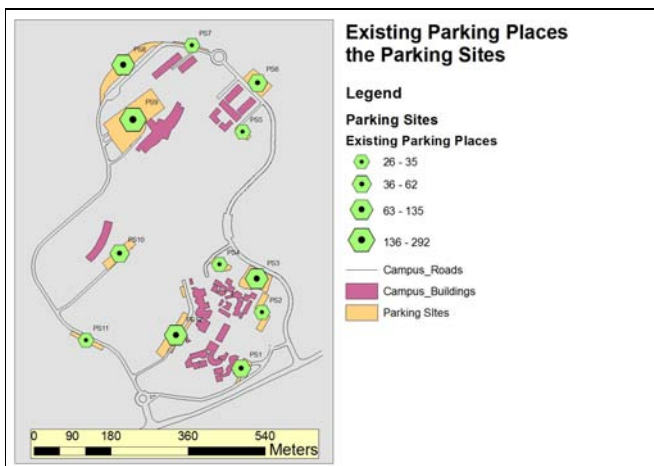 Existing Parking Places
the Parking Sites
Legend
Parking Sites
Existing Parking Places
26 - 35
36 - 62
63 - 135
136 - 292
Campus_Roads
Campus_Buildings
Parking Sites
PS7
PS6
PS9
PS5
PS10
PS4
PS3
PS2
PS11
PS1
0 90 180 360 540
Meters